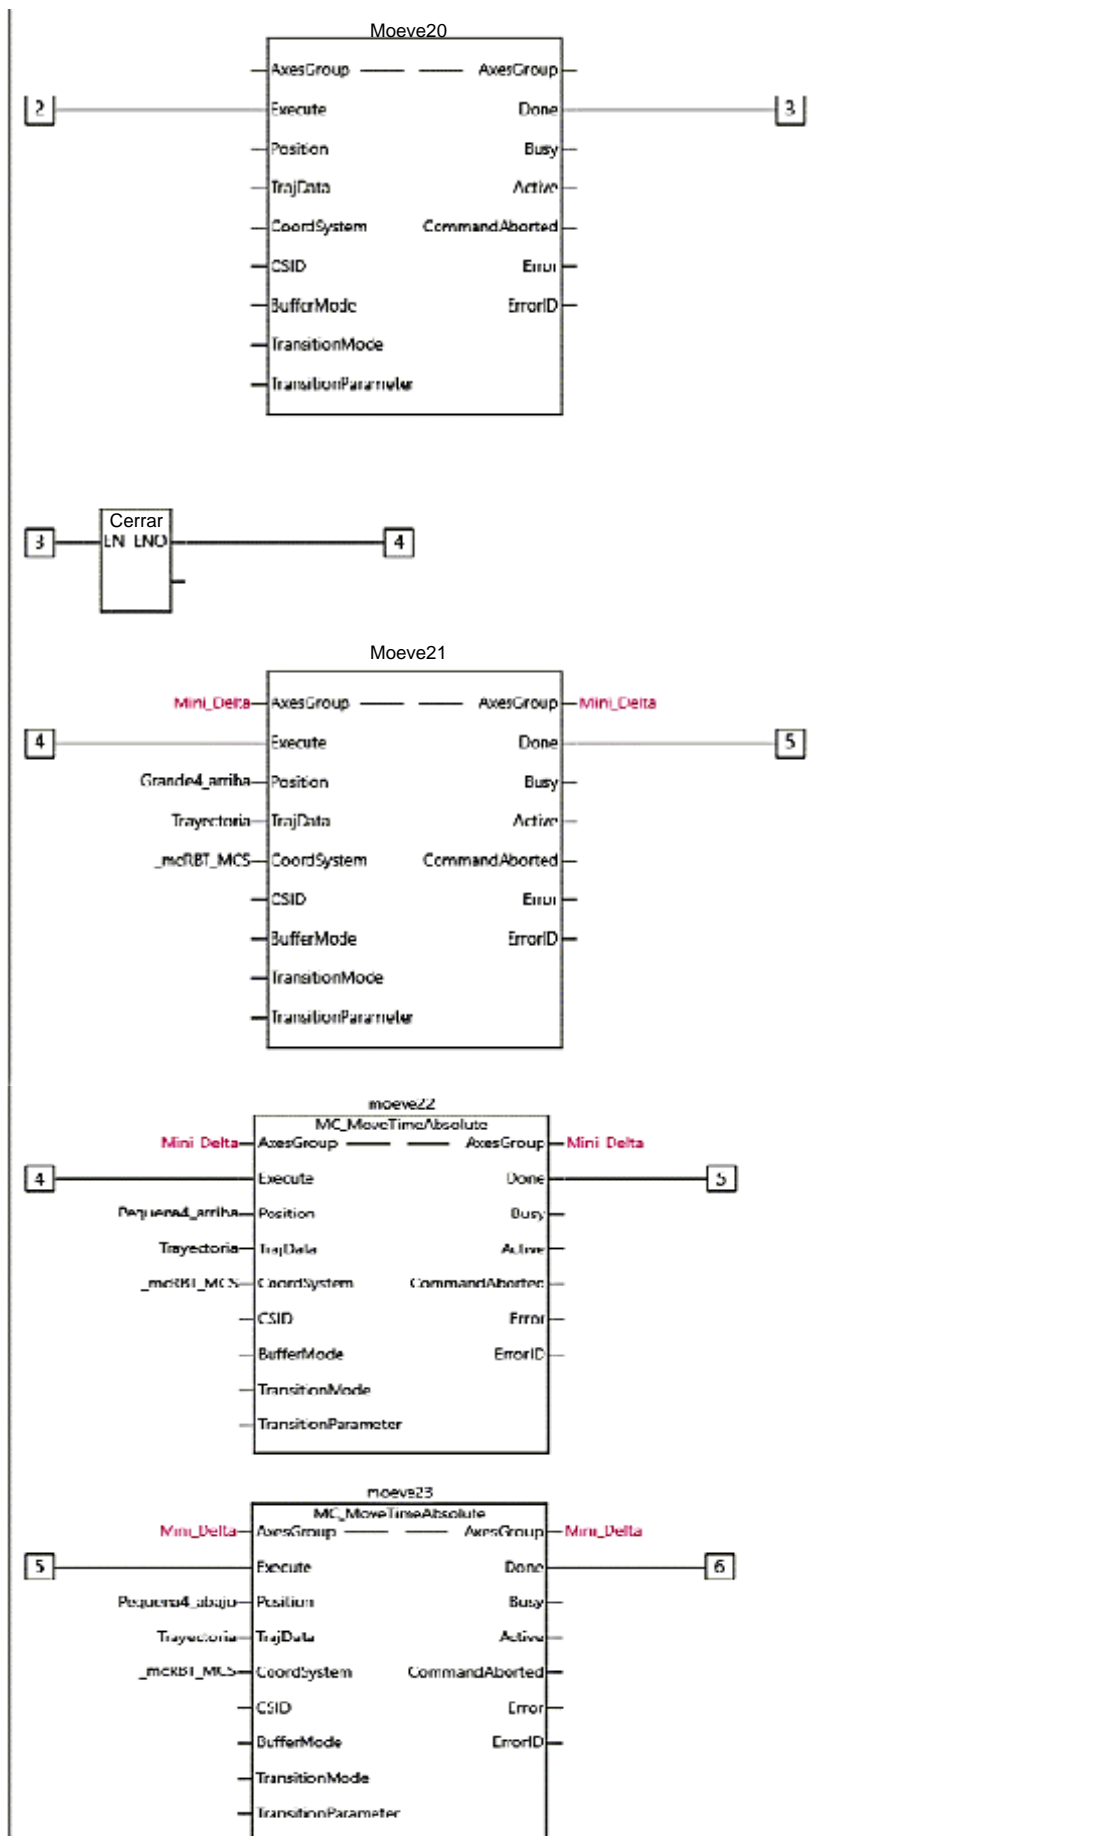 Moeve20
AxesGroup AxesGroup
2 Execute Done 3
Position Busy
TrajData Active
CoordSystem CommandAborted
CSID Error
BufferMode ErrorID
TransitionMode
TransitionParameter
Cerrar
3 EN ENO 4
Moeve21
Mini_Delta AxesGroup AxesGroup Mini_Delta
4 Execute Done 5
Grande4_arriba Position Busy
Trayectoria TrajData Active
_mcRBT_MCS CoordSystem CommandAborted
CSID Error
BufferMode ErrorID
TransitionMode
TransitionParameter
moeve22
MC_MoveTimeAbsolute
Mini_Delta AxesGroup AxesGroup Mini_Delta
4 Execute Done 5
Pequena4_arriba Position Busy
Trayectoria TrajData Active
_mcRBT_MCS CoordSystem CommandAborted
CSID Error
BufferMode ErrorID
TransitionMode
TransitionParameter
moeve23
MC_MoveTimeAbsolute
Mini_Delta AxesGroup AxesGroup Mini_Delta
5 Execute Done 6
Pequena4_abajo Position Busy
Trayectoria TrajData Active
_mcRBT_MCS CoordSystem CommandAborted
CSID Error
BufferMode ErrorID
TransitionMode
TransitionParameter